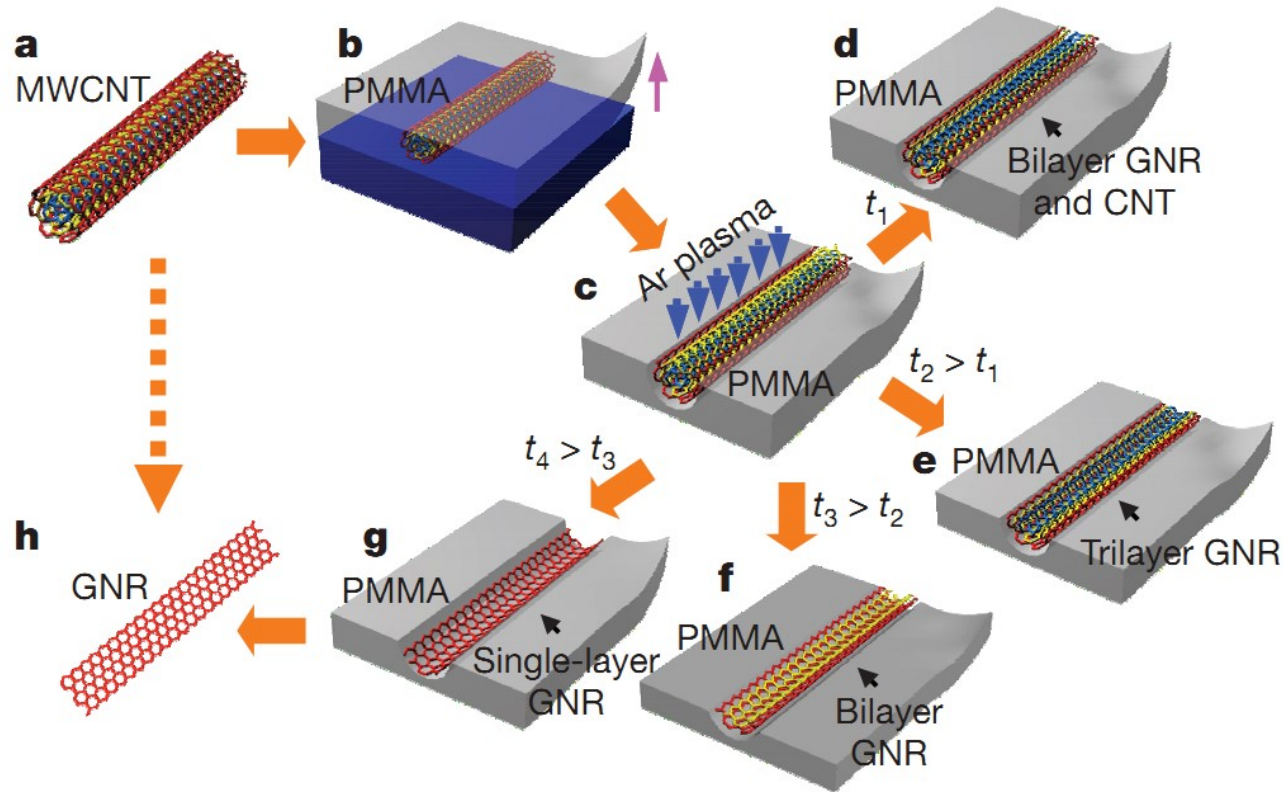 a
MWCNT
b
PMMA
c
Ar plasma
PMMA
d
PMMA
Bilayer GNR
and CNT
t1
t2 > t1
e
PMMA
Trilayer GNR
t3 > t2
f
PMMA
Bilayer
GNR
t4 > t3
g
PMMA
Single-layer
GNR
h
GNR